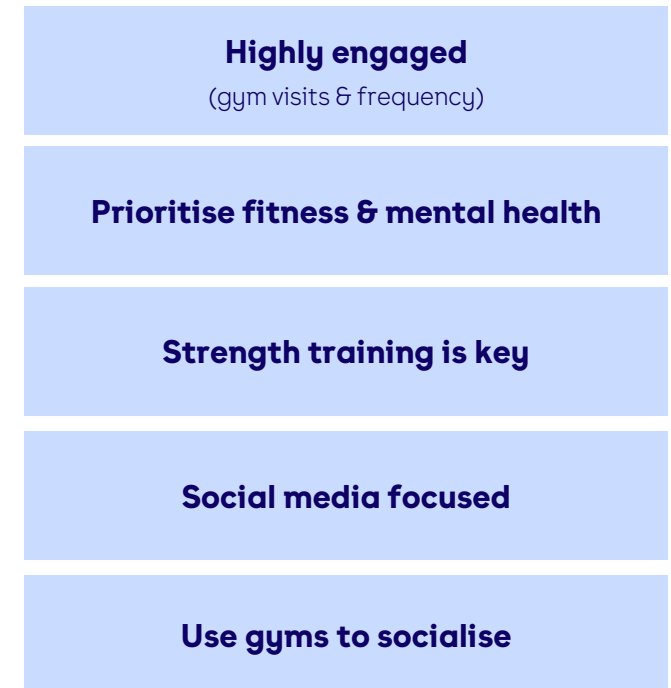 Highly engaged
(gym visits & frequency)
Prioritise fitness & mental health
Strength training is key
Social media focused
Use gyms to socialise